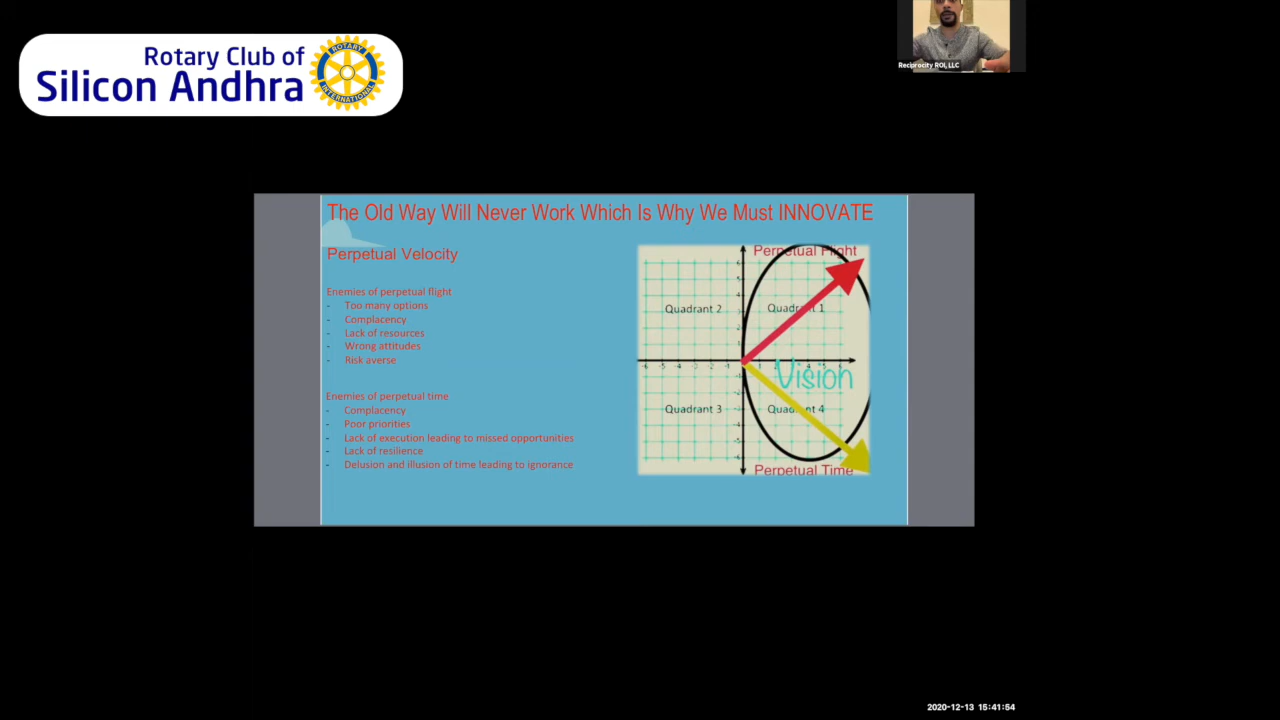 Rotary Club of
Silicon Andhra
ROTARY
INTERNATIONAL
Reciprocity ROI, LLC
The Old Way Will Never Work Which Is Why We Must INNOVATE
Perpetual Velocity
Enemies of perpetual flight
- Too many options
- Complacency
- Lack of resources
- Wrong attitudes
- Risk averse
Enemies of perpetual time
- Complacency
- Poor priorities
- Lack of execution leading to missed opportunities
- Lack of resilience
- Delusion and illusion of time leading to ignorance
Perpetual Flight
Quadrant 2
Quadrant 1
Vision
Quadrant 3
Quadrant 4
Perpetual Time
2020-12-13 15:41:54